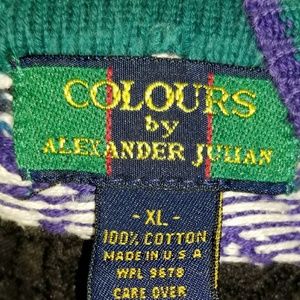 COLOURS
by
ALEXANDER JULIAN
- XL -
100% COTTON
MADE IN U.S.A
WPL 9678
CARE OVER